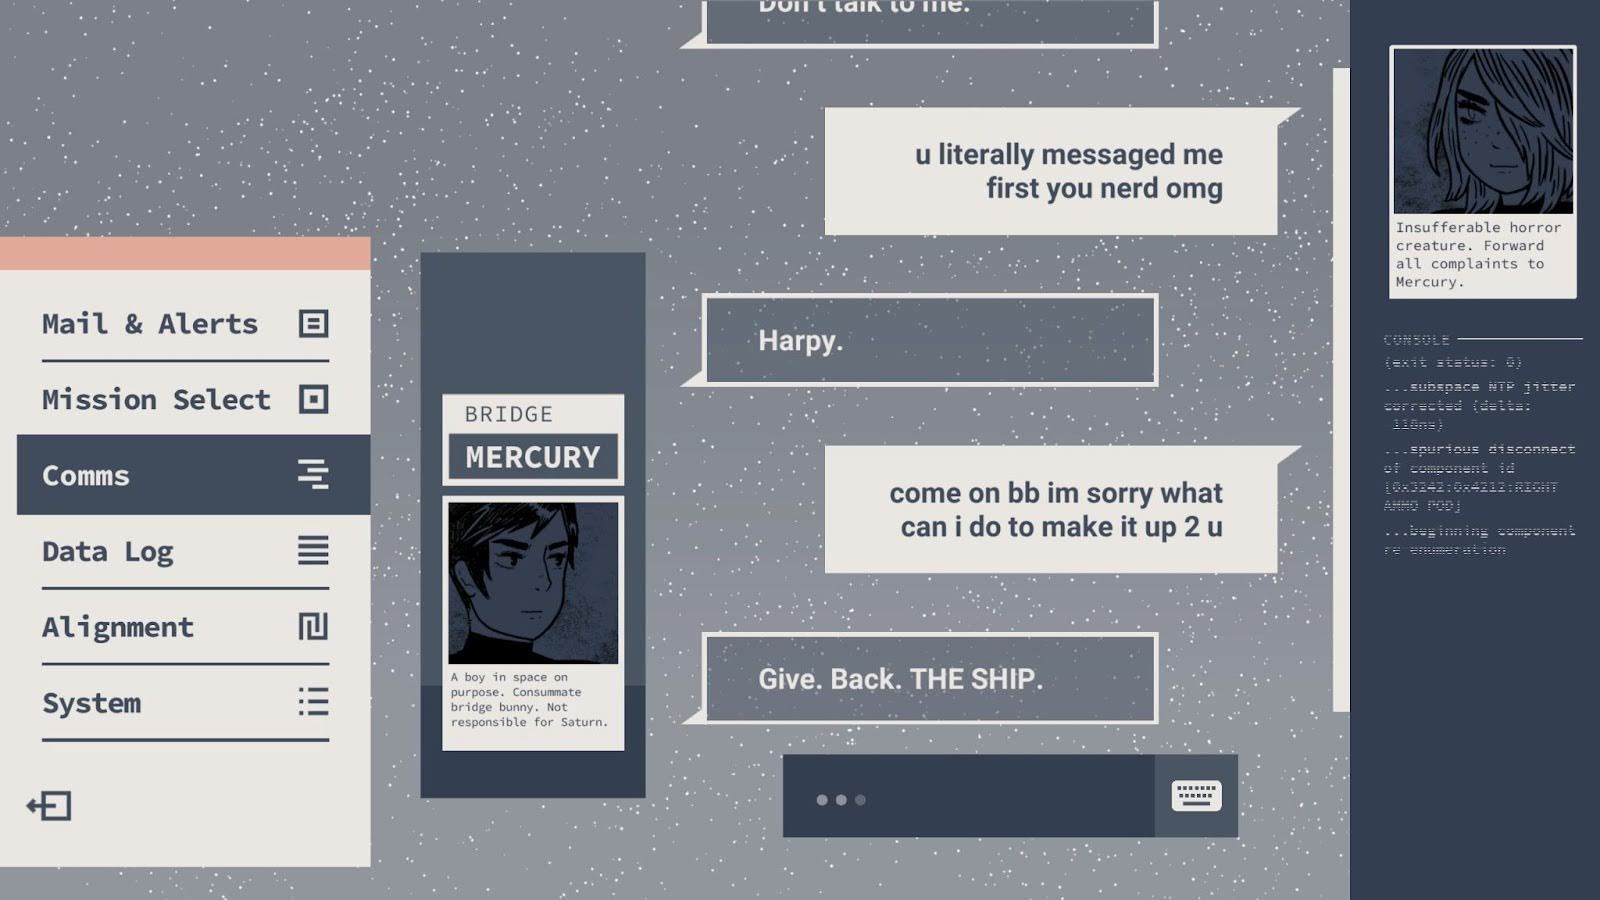 Don't talk to me.
u literally messaged me
first you nerd omg
Harpy.
come on bb im sorry what
can i do to make it up 2 u
Give. Back. THE SHIP.
Mail & Alerts
Mission Select
Comms
Data Log
Alignment
System
BRIDGE
MERCURY
A boy in space on
purpose. Consummate
bridge bunny. Not
responsible for Saturn.
Insufferable horror
creature. Forward
all complaints to
Mercury.
CONSOLE
(exit status: 0)
...subspace NTP jitter
corrected (delta:
110ns)
...spurious disconnect
of component id
[0x3242:0x4212:RIGHT
AMMO POD]
...beginning component
re-enumeration